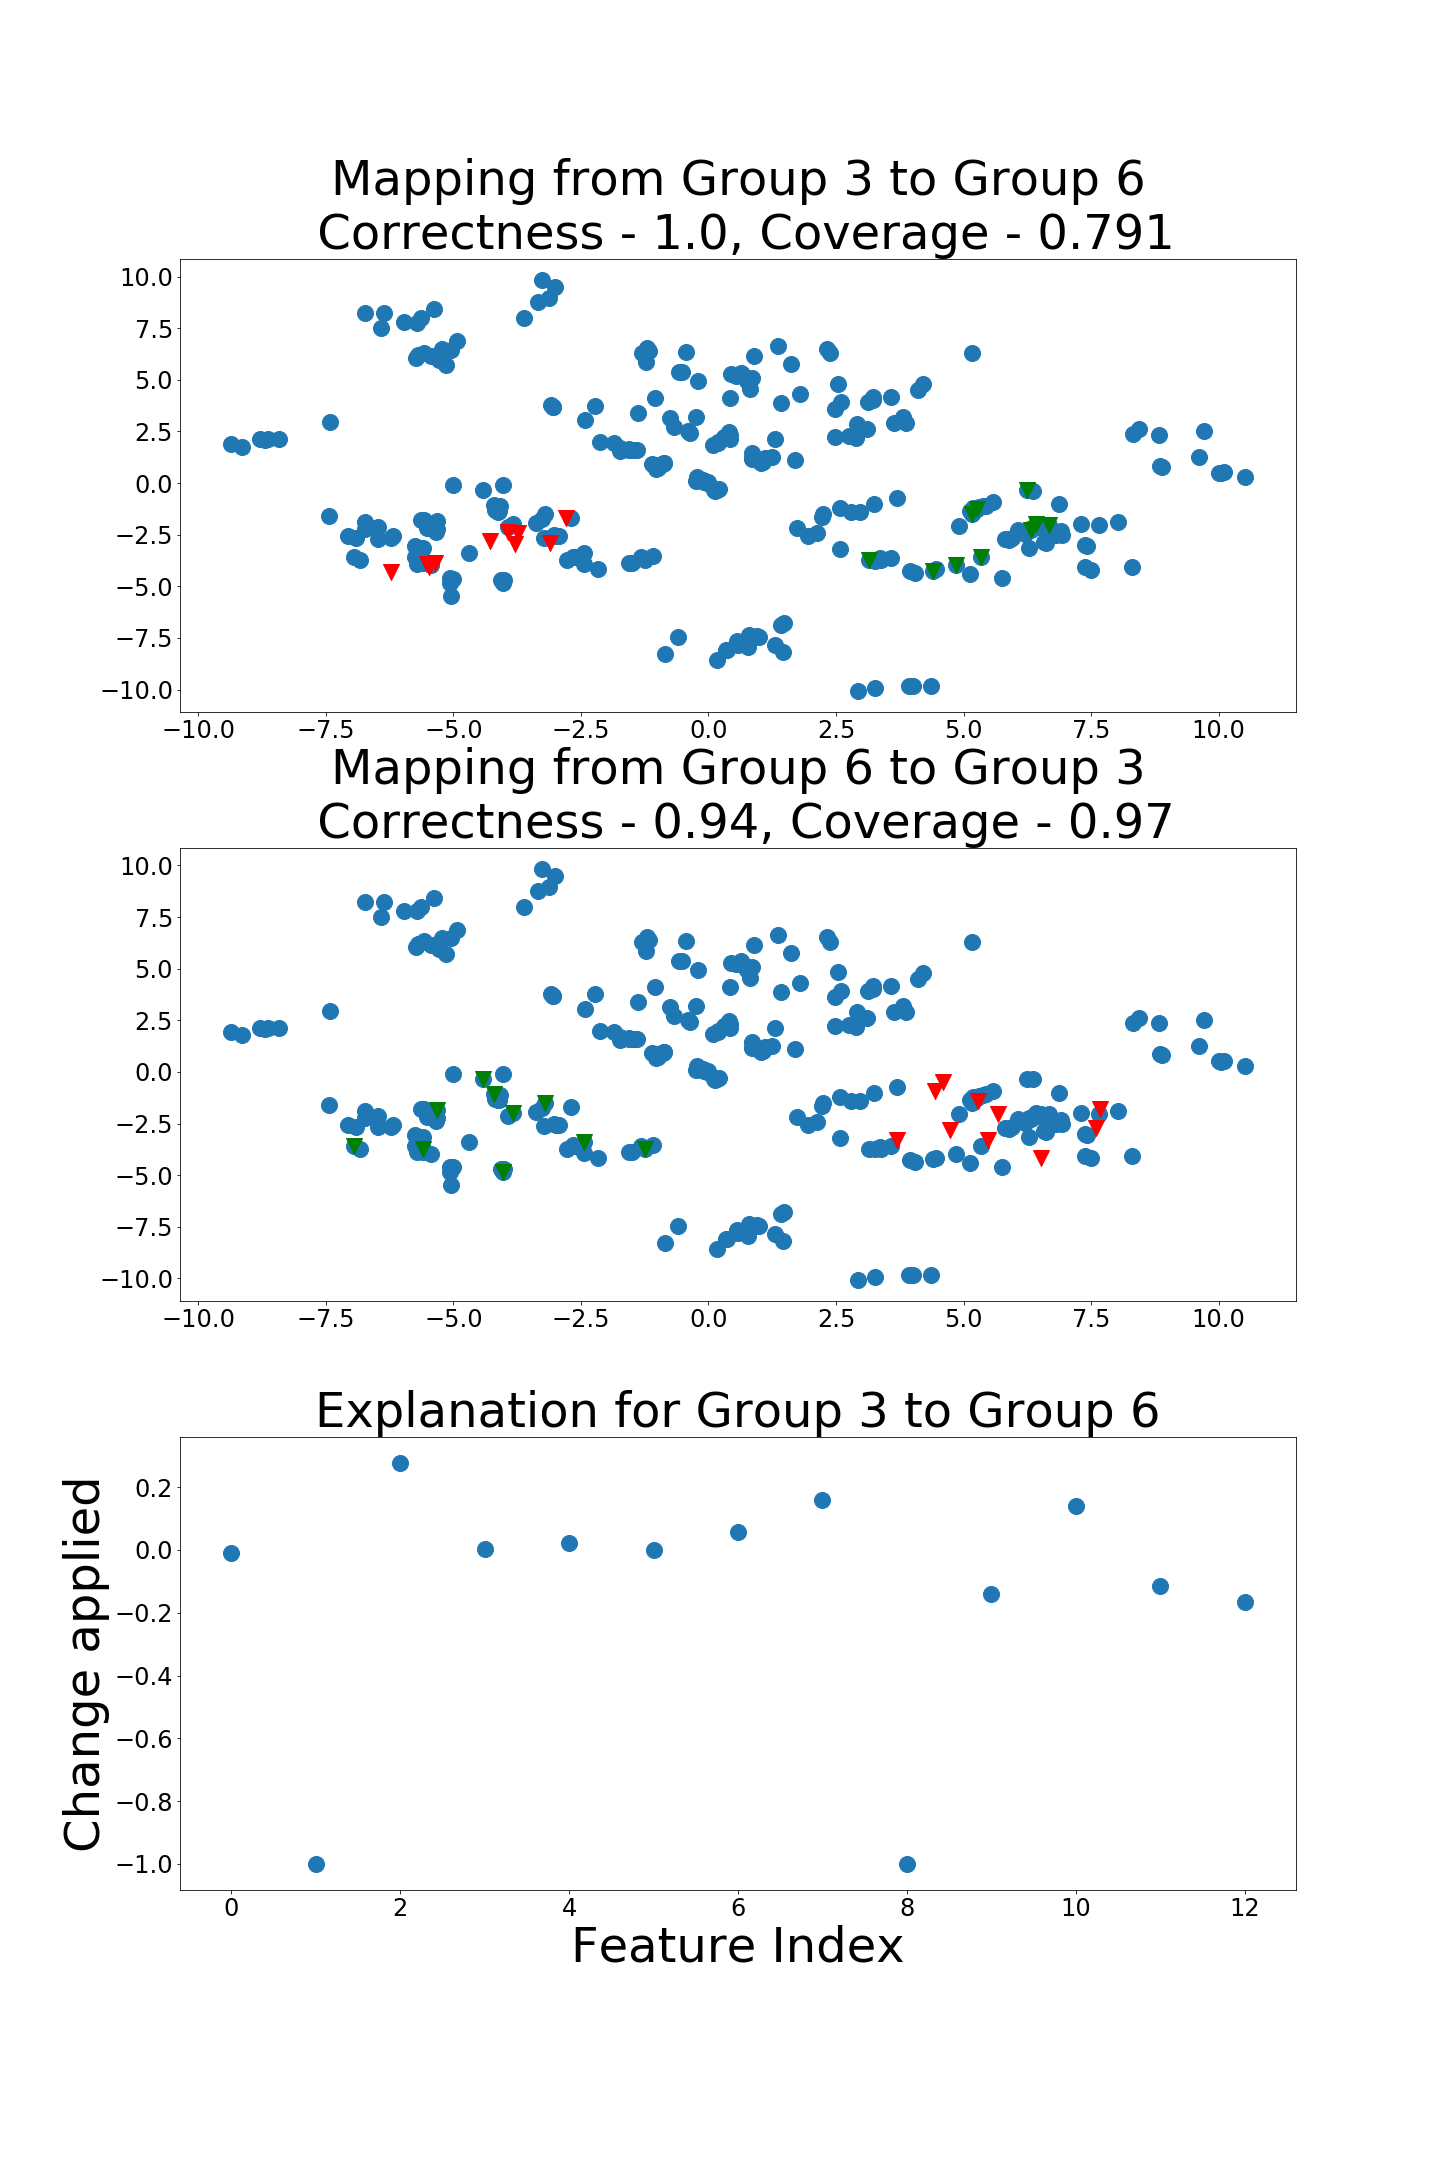 Mapping from Group 3 to Group 6
Correctness - 1.0, Coverage - 0.791
10.0
7.5
5.0
2.5
0.0
−2.5
−5.0
−7.5
−10.0
−10.0 −7.5 −5.0 −2.5 0.0 2.5 5.0 7.5 10.0
Mapping from Group 6 to Group 3
Correctness - 0.94, Coverage - 0.97
10.0
7.5
5.0
2.5
0.0
−2.5
−5.0
−7.5
−10.0
−10.0 −7.5 −5.0 −2.5 0.0 2.5 5.0 7.5 10.0
Explanation for Group 3 to Group 6
Change applied
0.2
0.0
−0.2
−0.4
−0.6
−0.8
−1.0
0 2 4 6 8 10 12
Feature Index